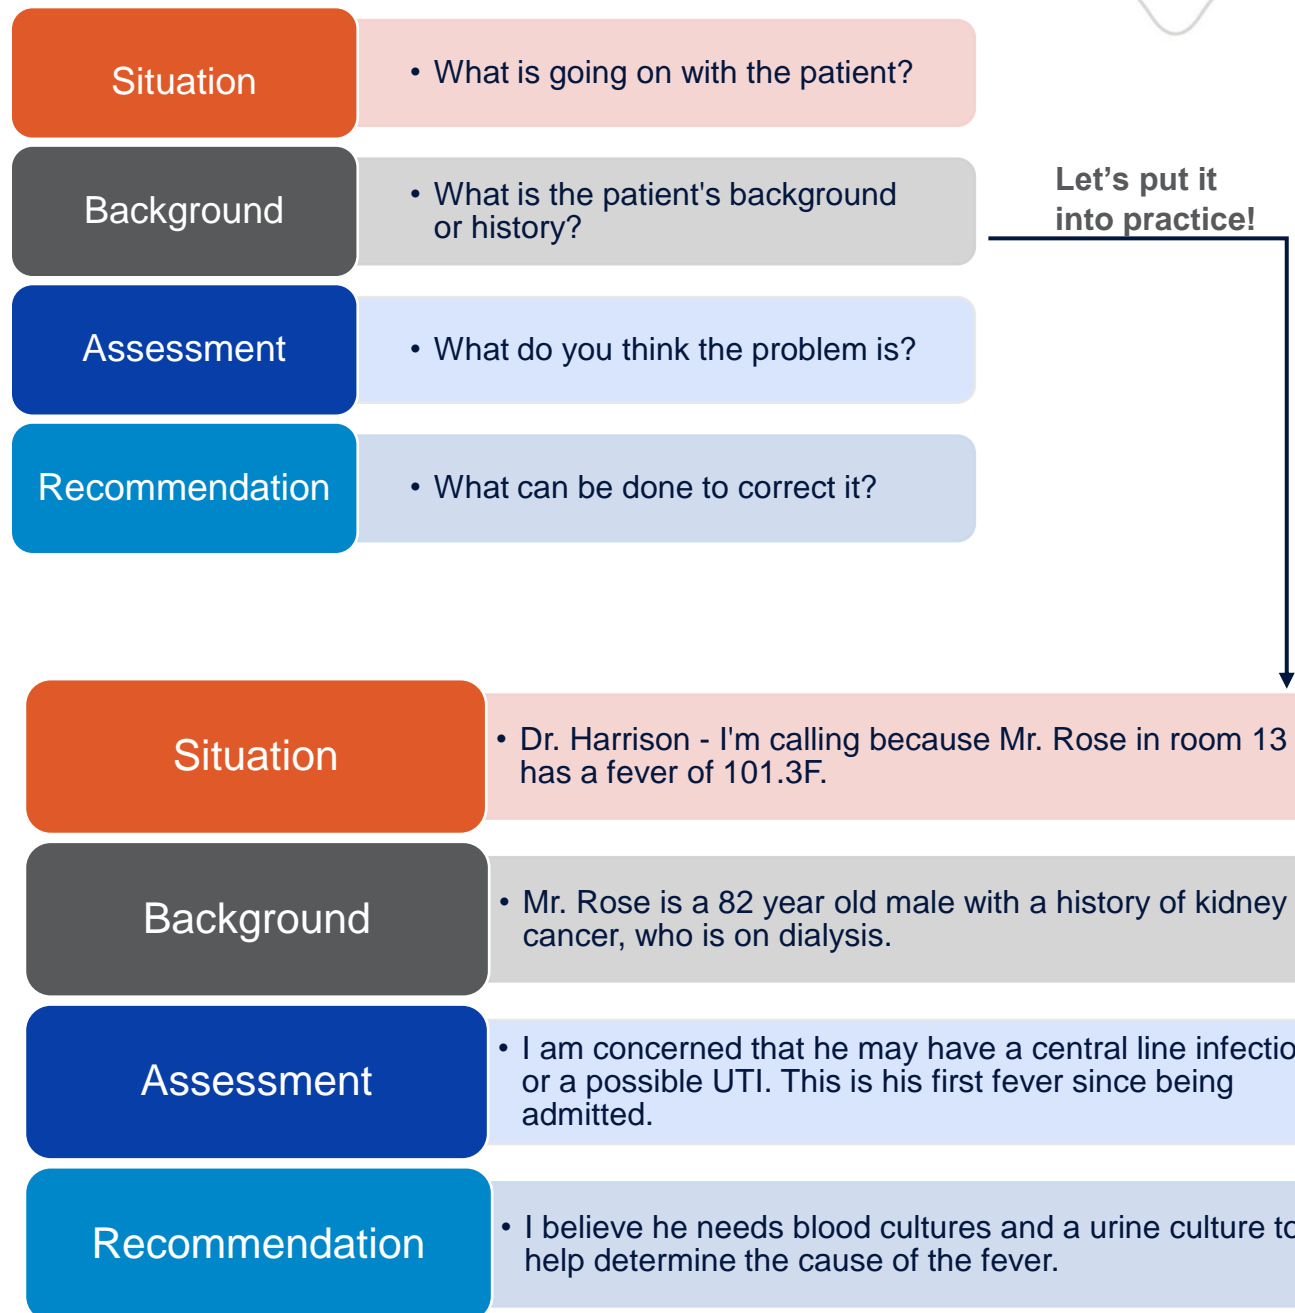 Situation
• What is going on with the patient?
Background
• What is the patient's background
or history?
Let's put it
into practice!
Assessment
• What do you think the problem is?
Recommendation
• What can be done to correct it?
Situation
• Dr. Harrison - I'm calling because Mr. Rose in room 13
has a fever of 101.3F.
Background
• Mr. Rose is a 82 year old male with a history of kidney
cancer, who is on dialysis.
Assessment
• I am concerned that he may have a central line infectio
or a possible UTI. This is his first fever since being
admitted.
Recommendation
• I believe he needs blood cultures and a urine culture to
help determine the cause of the fever.